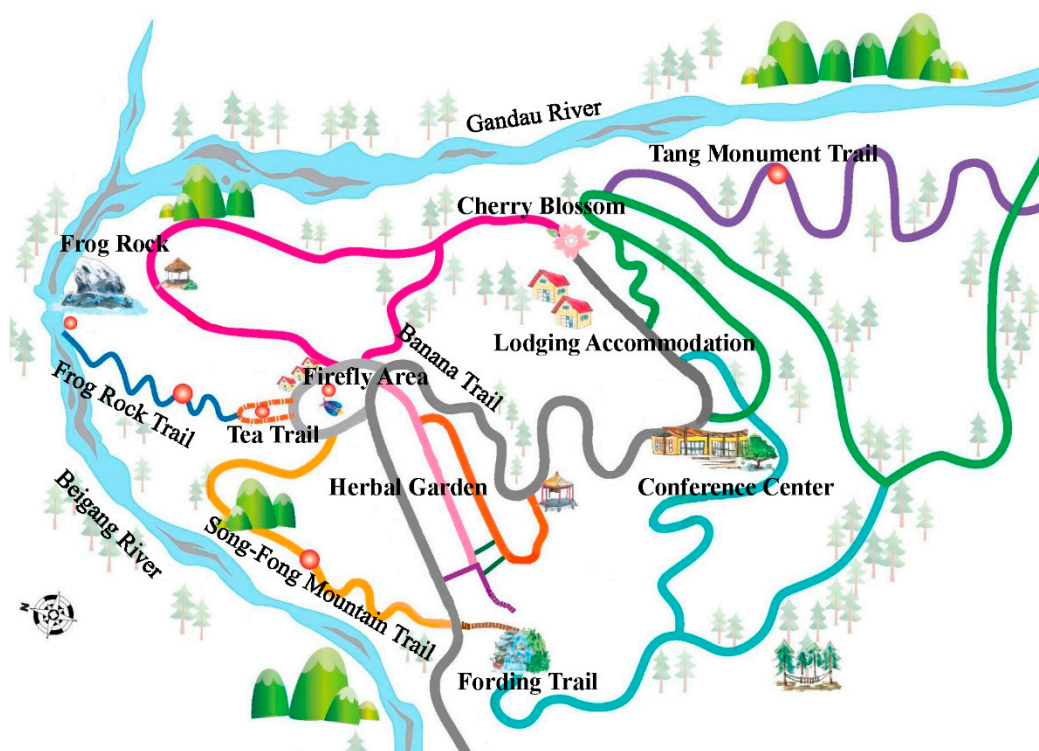 Gandau River
Tang Monument Trail
Cherry Blossom
Frog Rock
Lodging Accommodation
Banana Trail
Firefly Area
Frog Rock Trail
Tea Trail
Herbal Garden
Conference Center
Beigang River
Song-Fong Mountain Trail
N
Fording Trail